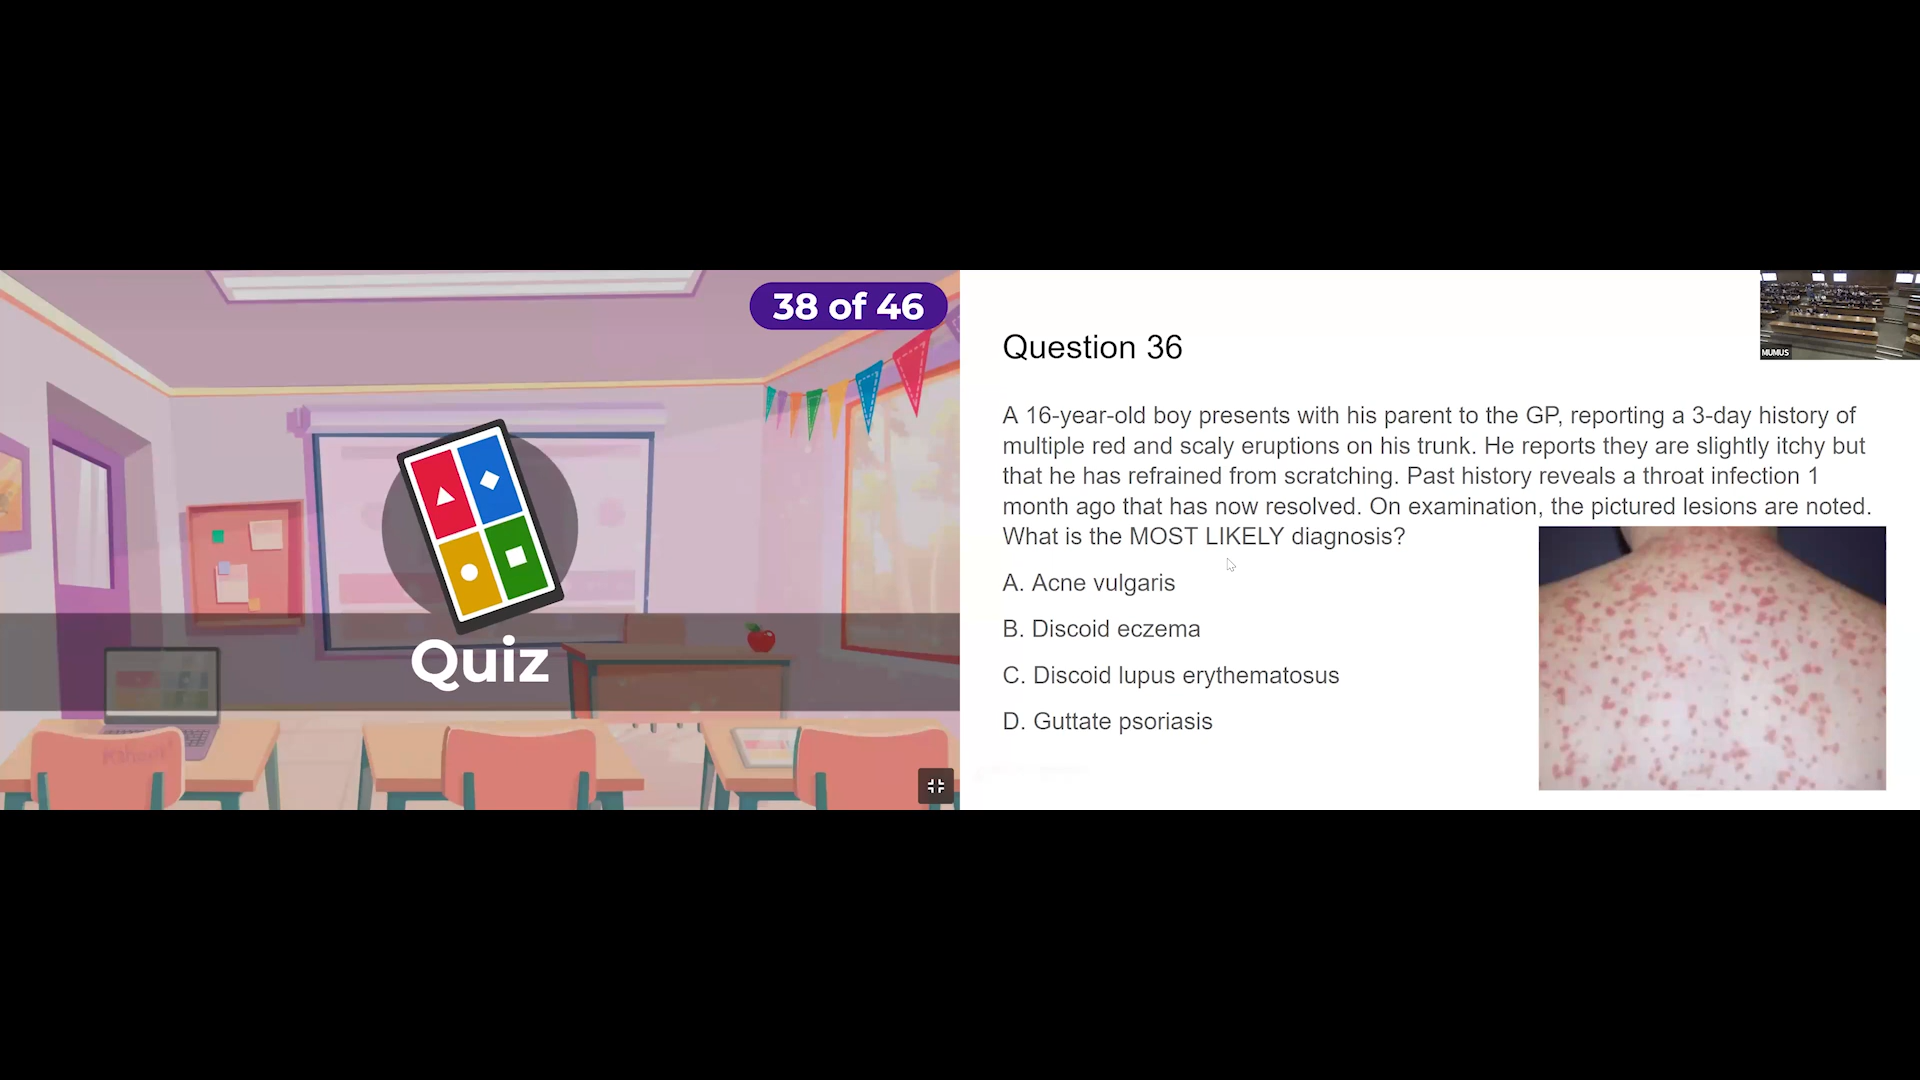 38 of 46
Quiz
Question 36
MUMUS
A 16-year-old boy presents with his parent to the GP, reporting a 3-day history of
multiple red and scaly eruptions on his trunk. He reports they are slightly itchy but
that he has refrained from scratching. Past history reveals a throat infection 1
month ago that has now resolved. On examination, the pictured lesions are noted.
What is the MOST LIKELY diagnosis?
A. Acne vulgaris
B. Discoid eczema
C. Discoid lupus erythematosus
D. Guttate psoriasis